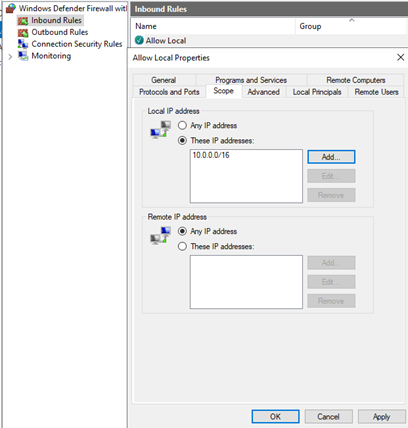 Windows Defender Firewall with
Inbound Rules
Outbound Rules
Connection Security Rules
Monitoring
Inbound Rules
Name
Group
Allow Local
Allow Local Properties
General
Programs and Services
Remote Computers
Protocols and Ports
Scope
Advanced
Local Principals
Remote Users
Local IP address
Any IP address
These IP addresses:
10.0.0.0/16
Add...
Edit...
Remove
Remote IP address
Any IP address
These IP addresses:
Add...
Edit...
Remove
OK
Cancel
Apply